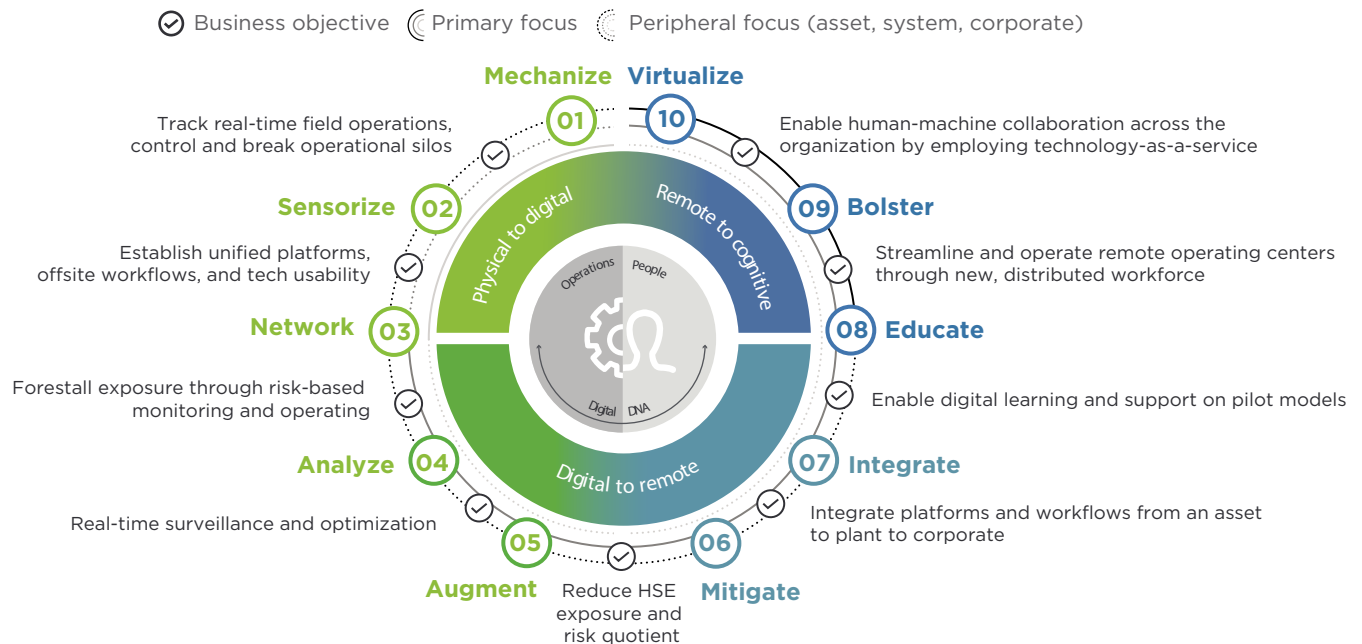 Business objective
Primary focus
Peripheral focus (asset, system, corporate)
Mechanize
01
Track real-time field operations,
control and break operational silos
Sensorize
02
Establish unified platforms,
offsite workflows, and tech usability
Network
03
Forestall exposure through risk-based
monitoring and operating
Analyze
04
Real-time surveillance and optimization
05
Augment
Reduce HSE
exposure and
risk quotient
06
Mitigate
Integrate platforms and workflows from an asset
to plant to corporate
07
Integrate
Enable digital learning and support on pilot models
08
Educate
Streamline and operate remote operating centers
through new, distributed workforce
09
Bolster
Enable human-machine collaboration across the
organization by employing technology-as-a-service
10
Virtualize
Physical to digital
Remote to cognitive
Digital to remote
Operations
People
Digital
DNA